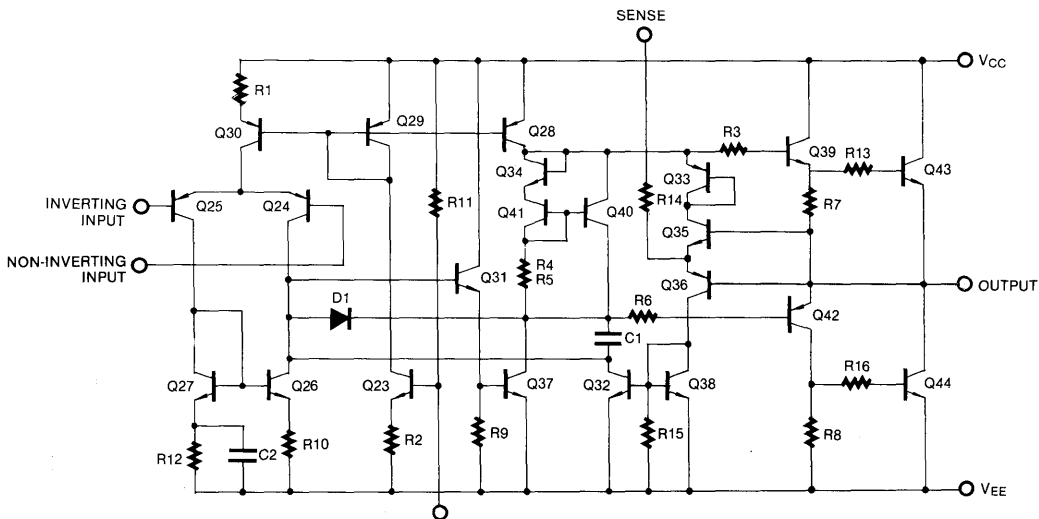 SENSE
VCC
R1
Q30
Q29
Q28
Q34
R3
Q39
R13
Q43
Q33
R14
INVERTING
INPUT
Q25
Q24
R11
Q41
Q40
R7
Q35
NON-INVERTING
INPUT
Q31
R4
R5
Q36
OUTPUT
D1
R6
C1
Q42
R16
Q27
Q26
Q23
Q37
Q32
Q38
Q44
R12
C2
R10
R2
R9
R15
R8
VEE